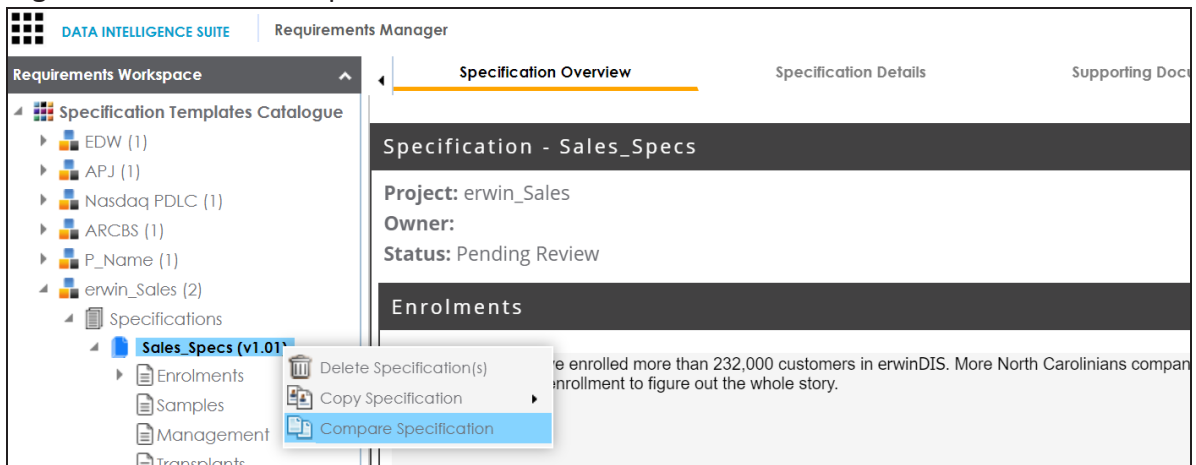 DATA INTELLIGENCE SUITE
Requirements Manager
Requirements Workspace
Specification Overview
Specification Details
Supporting
Specification Templates Catalogue
EDW (1)
APJ (1)
Nasdaq PDLC (1)
ARCBS (1)
P_Name (1)
erwin_Sales (2)
Specifications
Sales_Specs (v1.01)
Enrolments
Samples
Management
Transplants
Delete Specification(s)
Copy Specification
Compare Specification
Specification - Sales_Specs
Project: erwin_Sales
Owner:
Status: Pending Review
Enrolments
enrolled more than 232,000 customers in erwinDIS. More North Carolinians
enrollment to figure out the whole story.